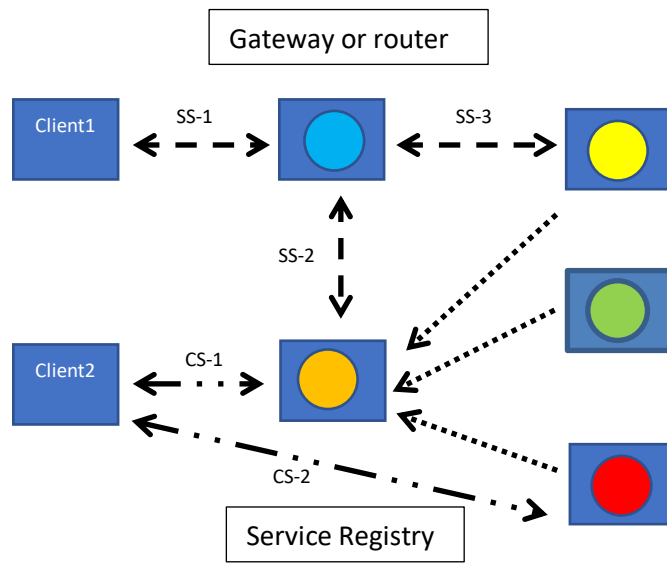 Gateway or router
Client1
SS-1
SS-3
SS-2
Client2
CS-1
CS-2
Service Registry